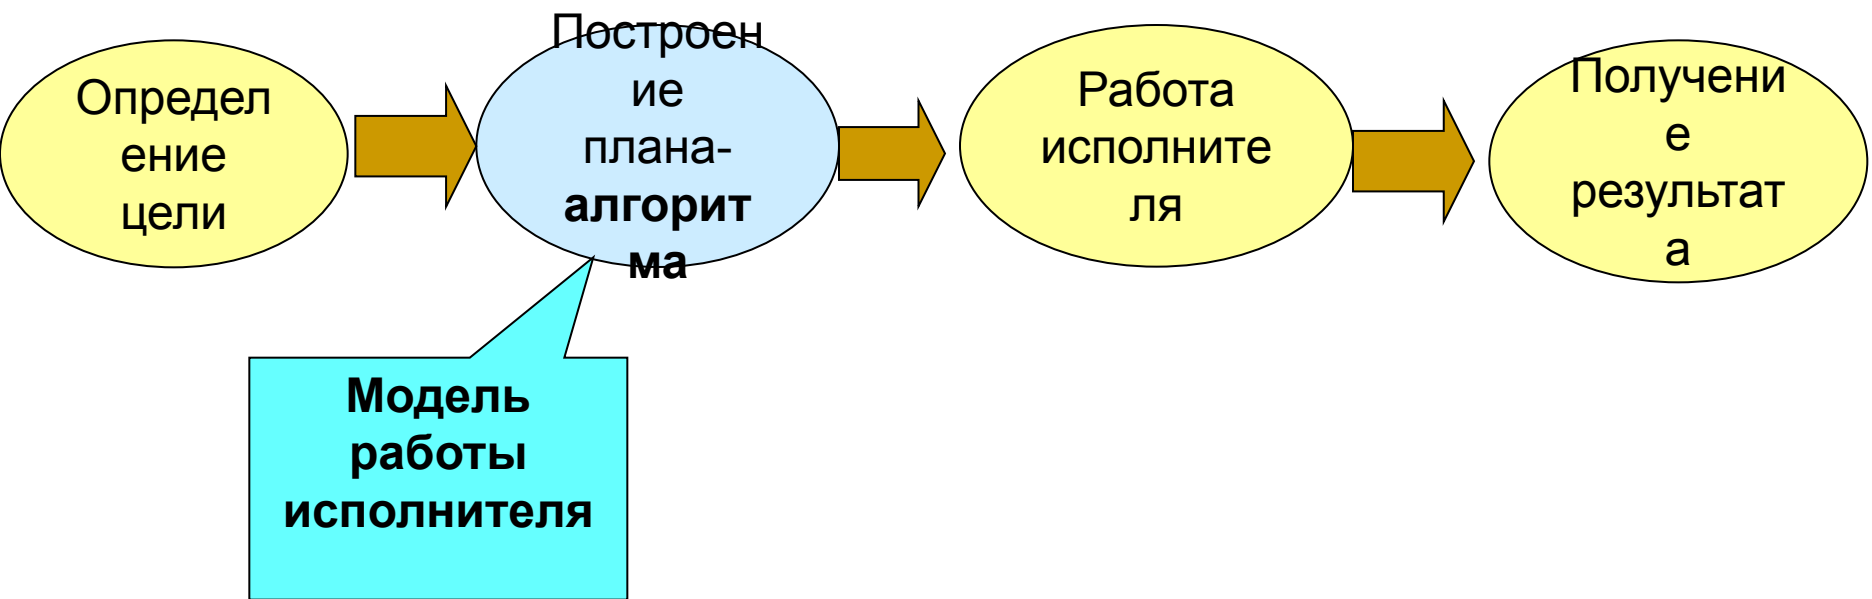 Определ
ение
цели
Построен
ие
плана-
алгорит
ма
Работа
исполните
ля
Получени
е
результат
а
Модель
работы
исполнителя